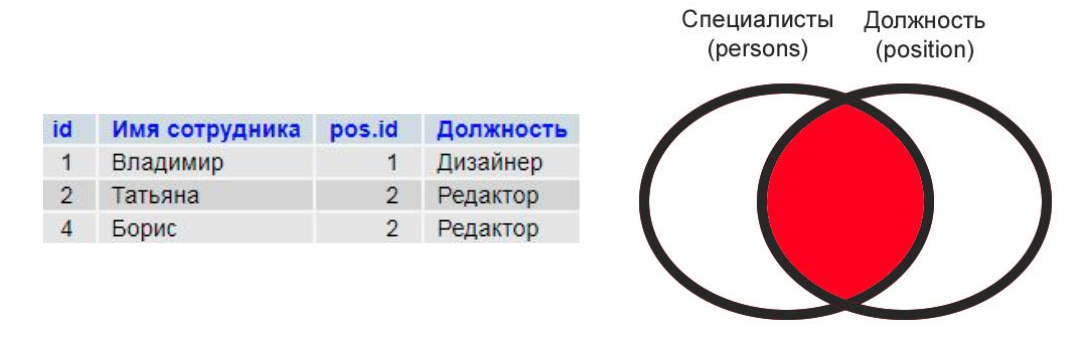 Специалисты
(persons)
Должность
(position)
id Имя сотрудника pos.id Должность
1 Владимир 1 Дизайнер
2 Татьяна 2 Редактор
4 Борис 2 Редактор